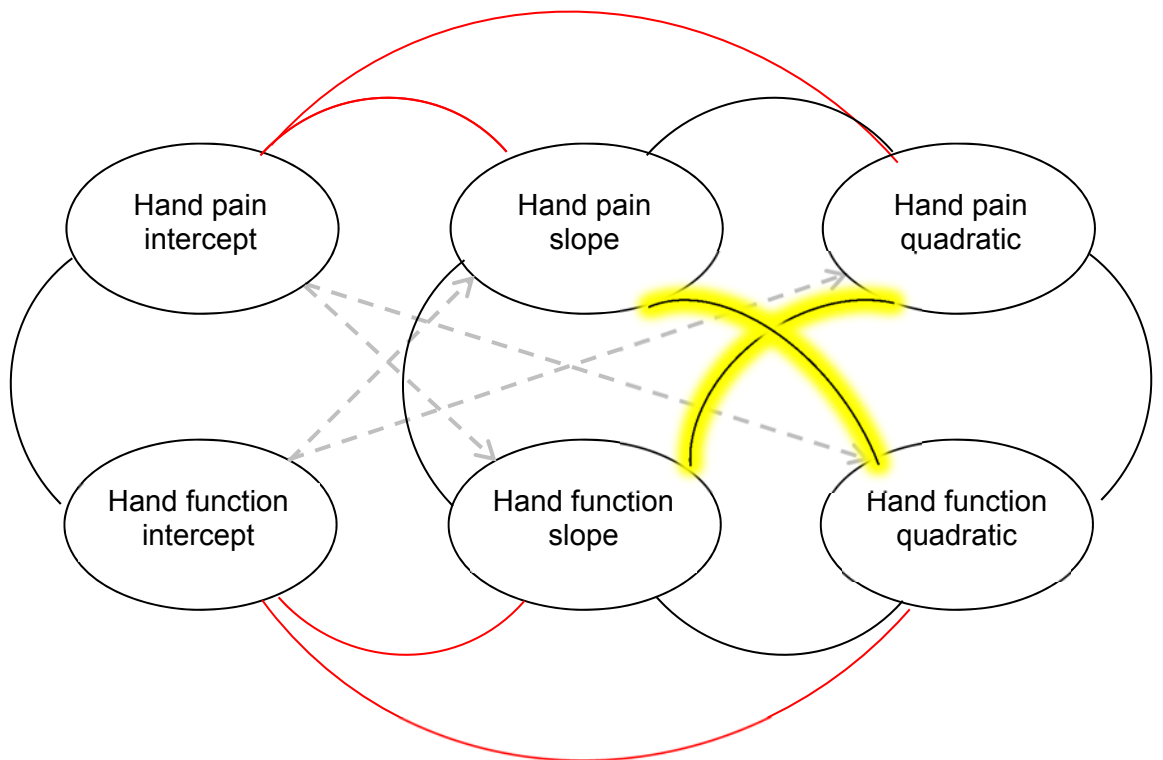 Hand pain
intercept
Hand pain
slope
Hand pain
quadratic
Hand function
intercept
Hand function
slope
Hand function
quadratic